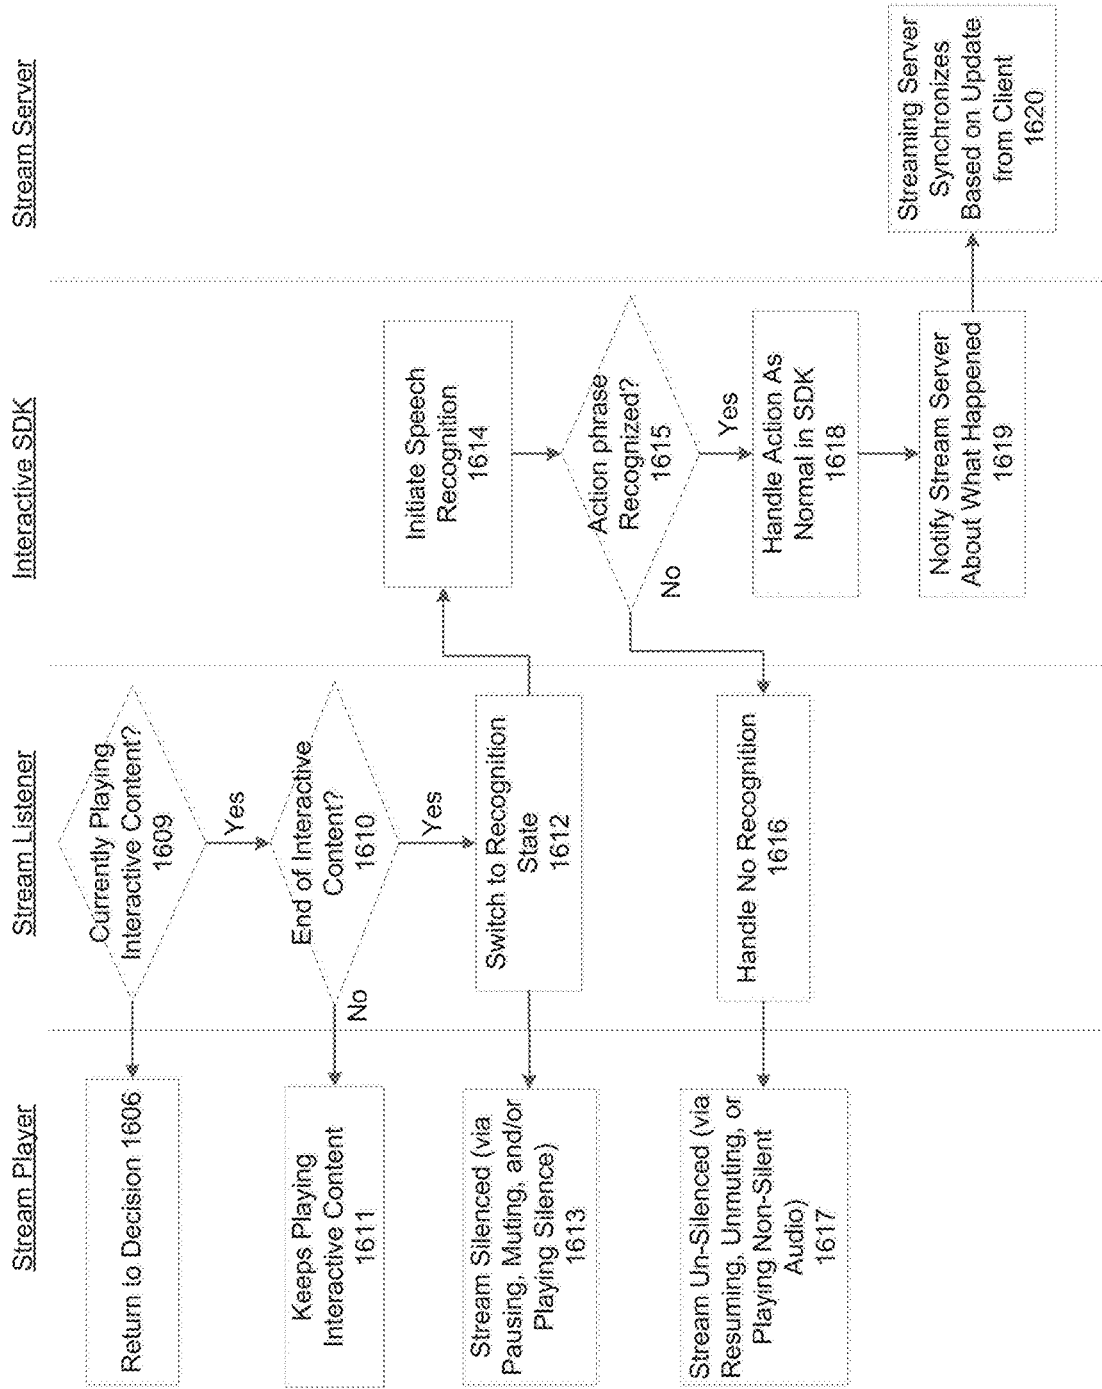 Stream Player
Stream Listener
Interactive SDK
Stream Server
Currently Playing
Interactive Content?
1609
Return to Decision 1606
Yes
End of Interactive
Content?
1610
No
Keeps Playing
Interactive Content
1611
Yes
Switch to Recognition
State
1612
Stream Silenced (via
Pausing, Muting, and/or
Playing Silence)
1613
Initiate Speech
Recognition
1614
Action phrase
Recognized?
1615
No
Handle No Recognition
1616
Stream Un-Silenced (via
Resuming, Unmuting, or
Playing Non-Silent
Audio)
1617
Yes
Handle Action As
Normal in SDK
1618
Notify Stream Server
About What Happened
1619
Streaming Server
Synchronizes
Based on Update
from Client
1620